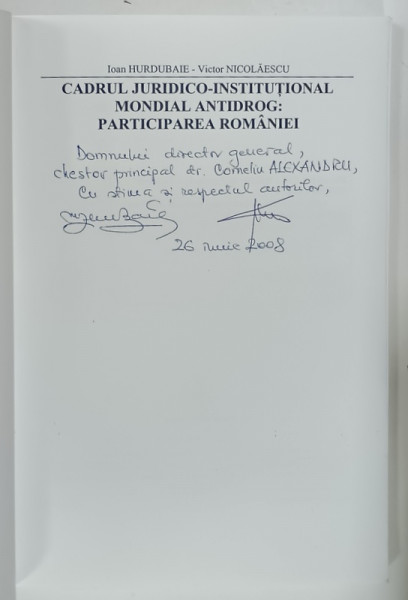 Ioan HURDUBAIE - Victor NICOLĂESCU
CADRUL JURIDICO-INSTITUȚIONAL
MONDIAL ANTIDROG:
PARTICIPAREA ROMÂNIEI
Domnului director general,
chestor principal dr. Corneliu ALEXANDRU,
Cu stima și respectul autorilor,
26 iunie 2008